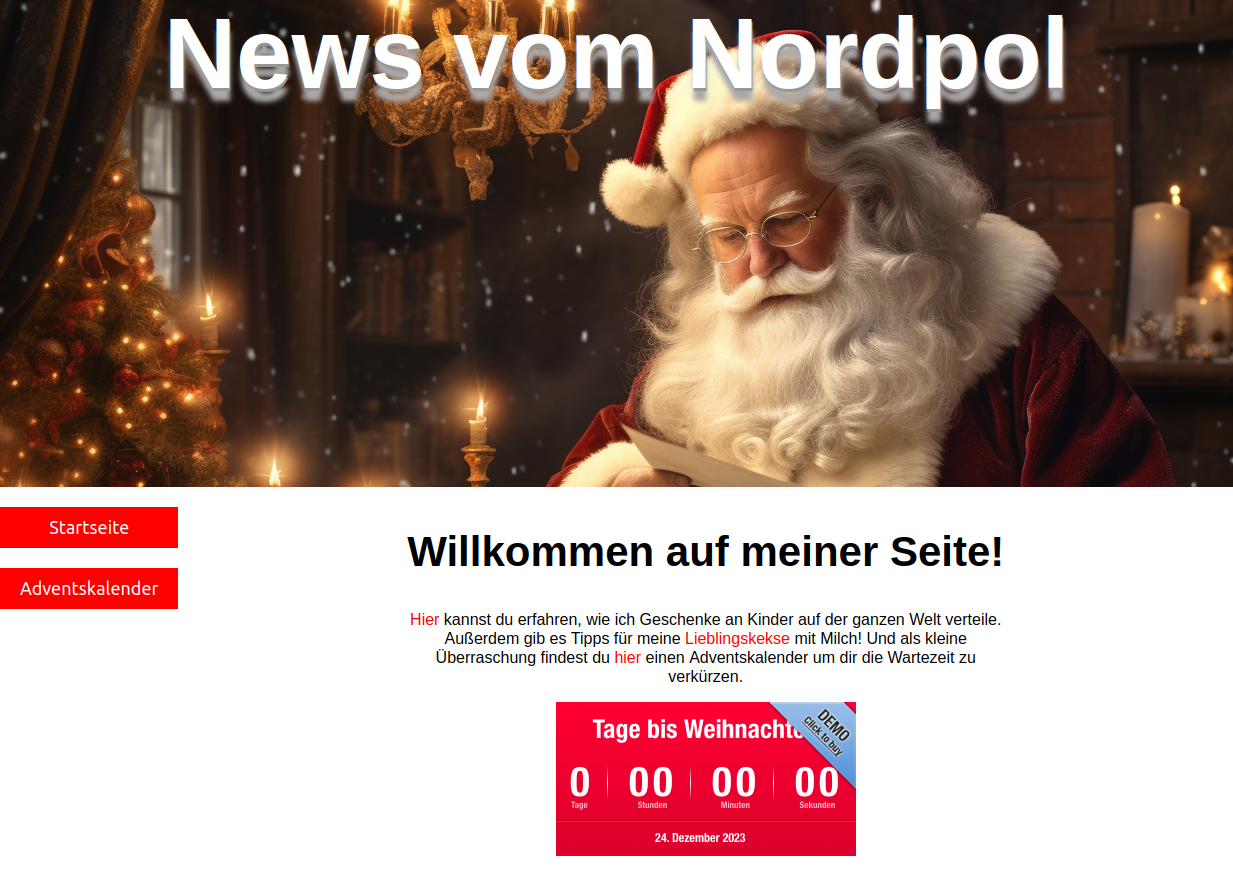 News vom Nordpol
Startseite
Adventskalender
Willkommen auf meiner Seite!
Hier kannst du erfahren, wie ich Geschenke an Kinder auf der ganzen Welt verteile.
Außerdem gib es Tipps für meine Lieblingskekse mit Milch! Und als kleine
Überraschung findest du hier einen Adventskalender um dir die Wartezeit zu
verkürzen.
Tage bis Weihnachte
DEMO
Click to buy
0 00 00 00
Tage Stunden Minuten Sekunden
24. Dezember 2023